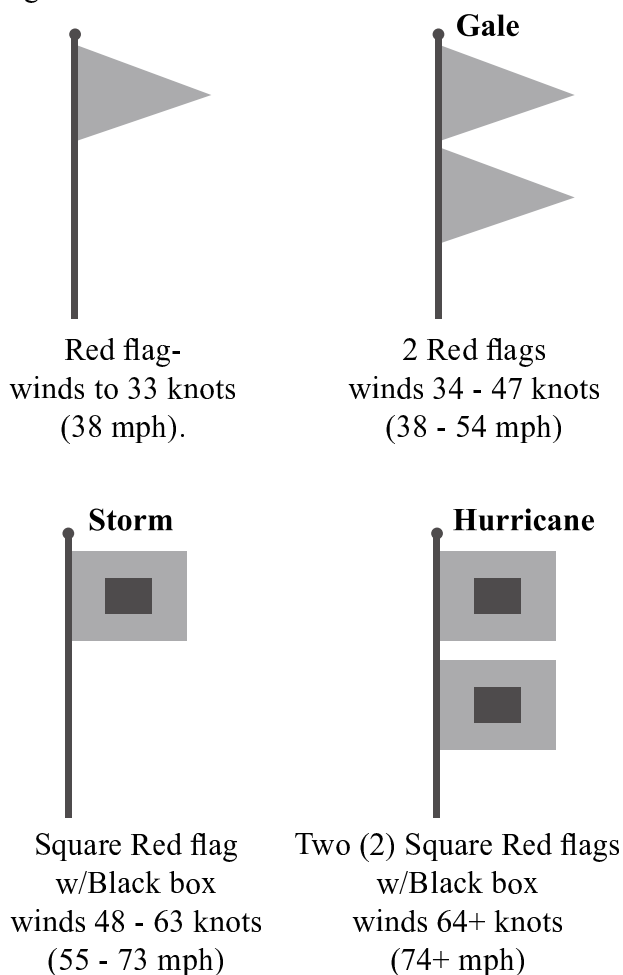 Gale
Red flag-
winds to 33 knots
(38 mph).
2 Red flags
winds 34 - 47 knots
(38 - 54 mph)
Storm
Square Red flag
w/Black box
winds 48 - 63 knots
(55 - 73 mph)
Hurricane
Two (2) Square Red flags
w/Black box
winds 64+ knots
(74+ mph)